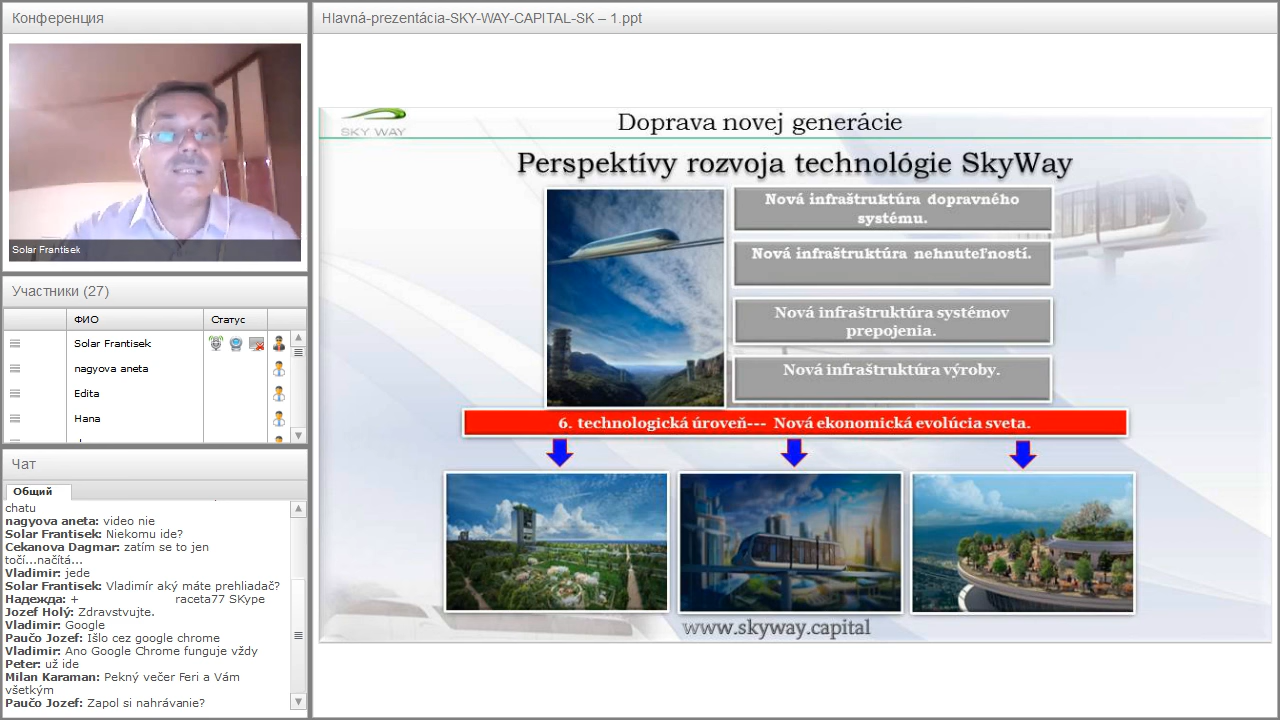 Конференция
Solar Frantisek
Участники (27)
ФИО
Статус
Solar Frantisek
nagyova aneta
Edita
Hana
Чат
Общий
chatu
nagyova aneta: video nie
Solar Frantisek: Niekomu ide?
Cekanova Dagmar: zatím se to jen
točí...načítá...
Vladimir: jede
Solar Frantisek: Vladimír aký máte prehliadač?
Надежда: + raceta77 SKype
Jozef Holý: Zdravstvujte.
Vladimir: Google
Paučo Jozef: Išlo cez google chrome
Vladimir: Ano Google Chrome funguje vždy
Peter: už ide
Milan Karaman: Pekný večer Feri a Vám
všetkým
Paučo Jozef: Zapol si nahrávanie?
Hlavná-prezentácia-SKY-WAY-CAPITAL-SK – 1.ppt
SKY WAY
Doprava novej generácie
Perspektívy rozvoja technológie SkyWay
Nová infraštruktúra dopravného
systému.
Nová infraštruktúra nehnuteľností.
Nová infraštruktúra systémov
prepojenia.
Nová infraštruktúra výroby.
6. technologická úroveň--- Nová ekonomická evolúcia sveta.
www.skyway.capital